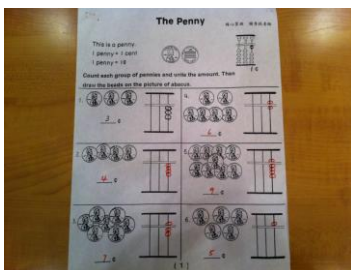 The Penny
This is a penny.
1 penny = 1 cent
1 penny = 1¢
Count each group of pennies and write the amount. Then
draw the beads on the picture of abacus.
1.
3 ¢
4.
6 ¢
2.
4 ¢
5.
9 ¢
3.
7 ¢
6.
5 ¢
[ 1 ]